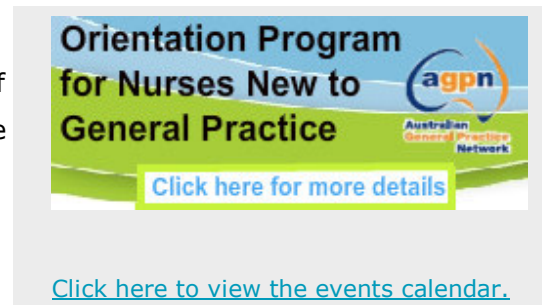 f
e
Orientation Program
for Nurses New to
General Practice
agpn
Australian
General Practice
Network
Click here for more details
Click here to view the events calendar.